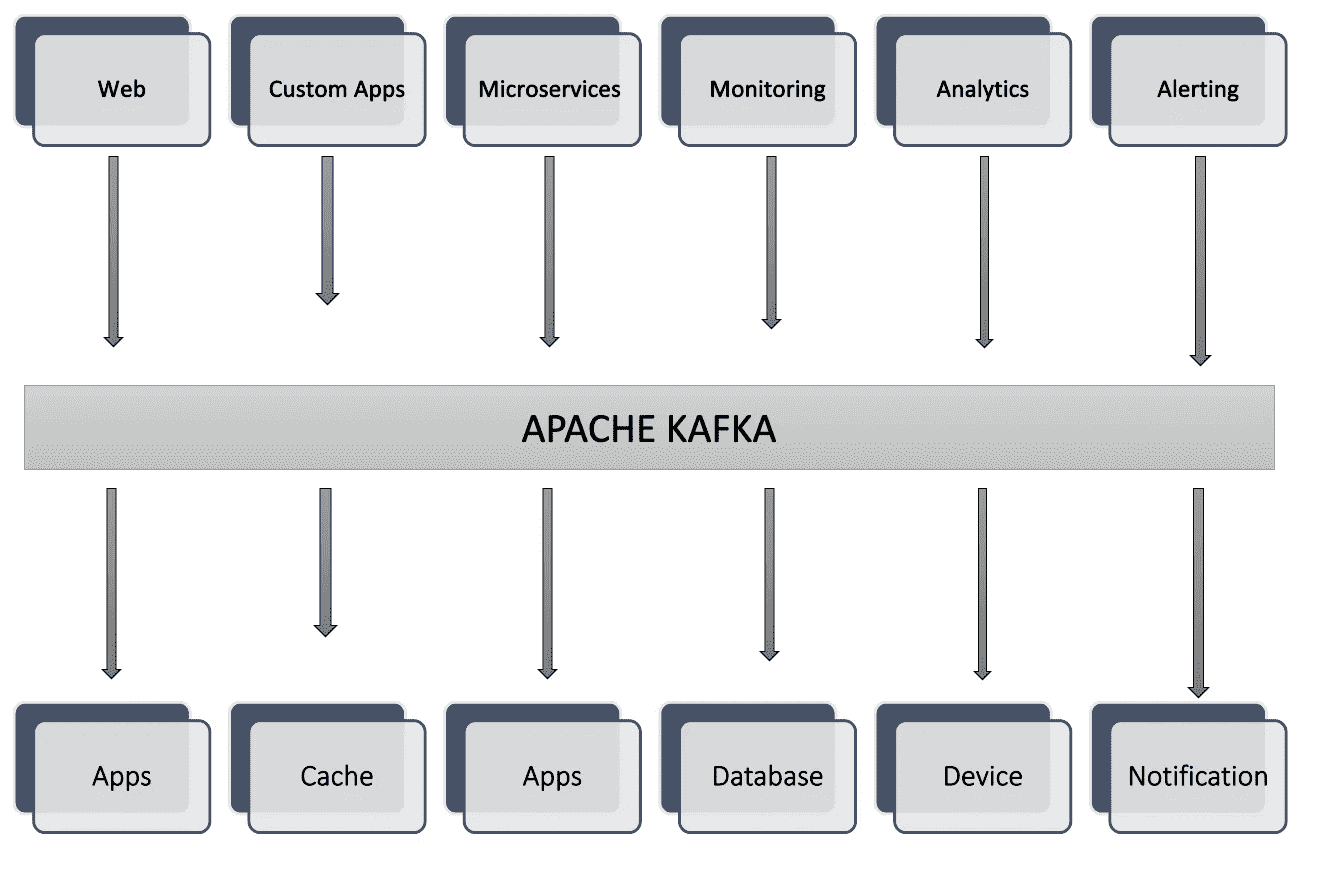 Web
Custom Apps
Microservices
Monitoring
Analytics
Alerting
APACHE KAFKA
Apps
Cache
Apps
Database
Device
Notification